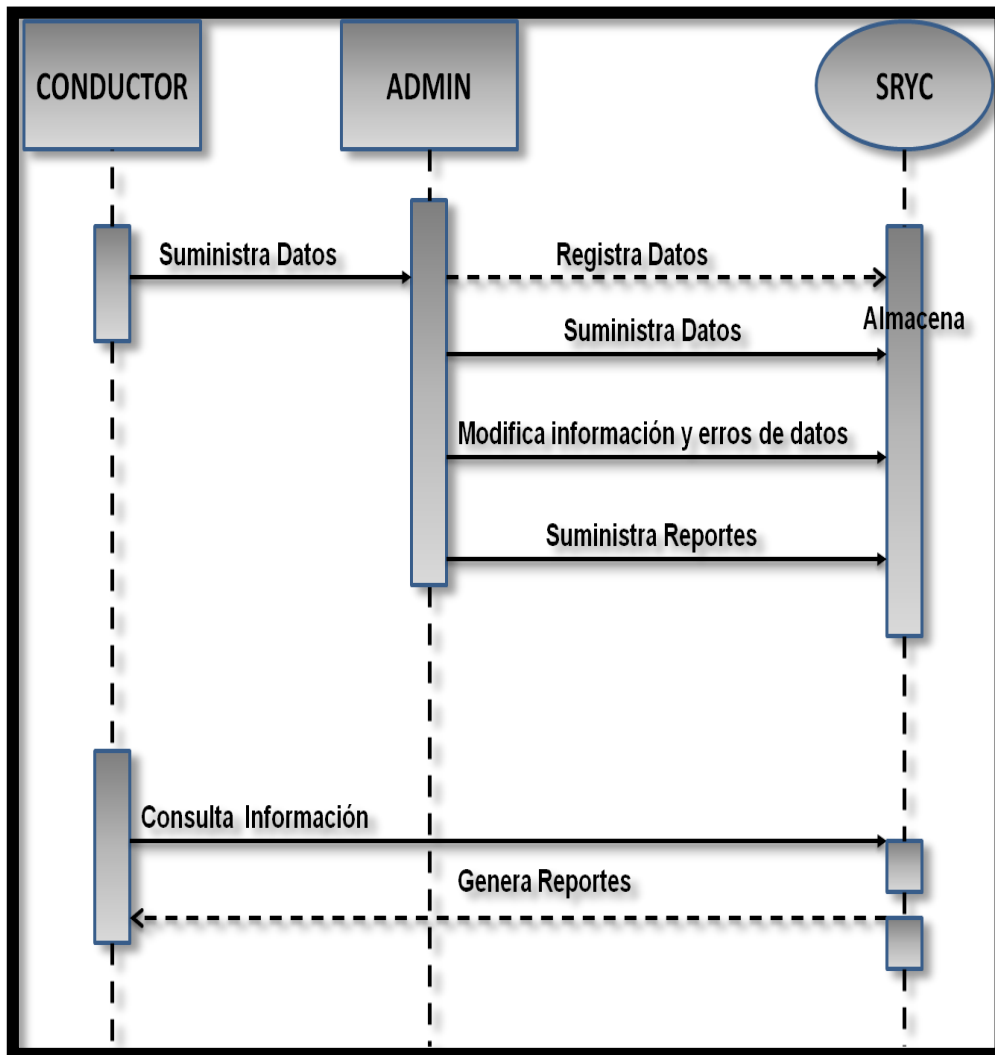 CONDUCTOR
ADMIN
SRYC
Suministra Datos
Registra Datos
Almacena
Suministra Datos
Modifica información y erros de datos
Suministra Reportes
Consulta Información
Genera Reportes